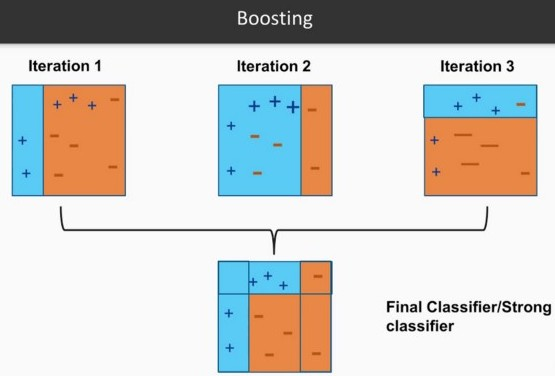 Boosting
Iteration 1
Iteration 2
Iteration 3
Final Classifier/Strong
classifier